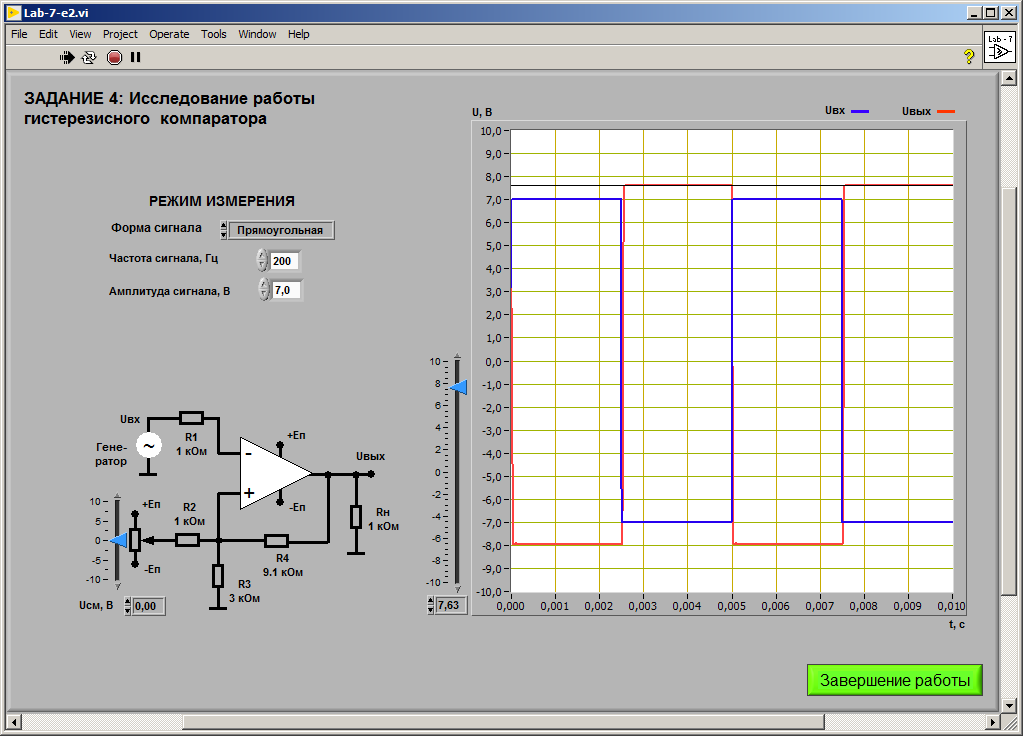 Lab-7-e2.vi
File Edit View Project Operate Tools Window Help
Lab - 7
ЗАДАНИЕ 4: Исследование работы
гистерезисного компаратора
РЕЖИМ ИЗМЕРЕНИЯ
Форма сигнала Прямоугольная
Частота сигнала, Гц 200
Амплитуда сигнала, В 7,0
U, В
Uвх Uвых
10,0
9,0
8,0
7,0
6,0
5,0
4,0
3,0
2,0
1,0
0,0
-1,0
-2,0
-3,0
-4,0
-5,0
-6,0
-7,0
-8,0
-9,0
-10,0
0,000 0,001 0,002 0,003 0,004 0,005 0,006 0,007 0,008 0,009 0,010
t, c
10
8
6
4
2
0
-2
-4
-6
-8
-10
7,63
Uвх
Гене-
ратор
~
R1
1 кОм
-
+
+Еп
-Еп
Uвых
Rн
1 кОм
R2
1 кОм
R4
9.1 кОм
R3
3 кОм
+Еп
-Еп
10
5
0
-5
-10
Uсм, В 0,00
Завершение работы